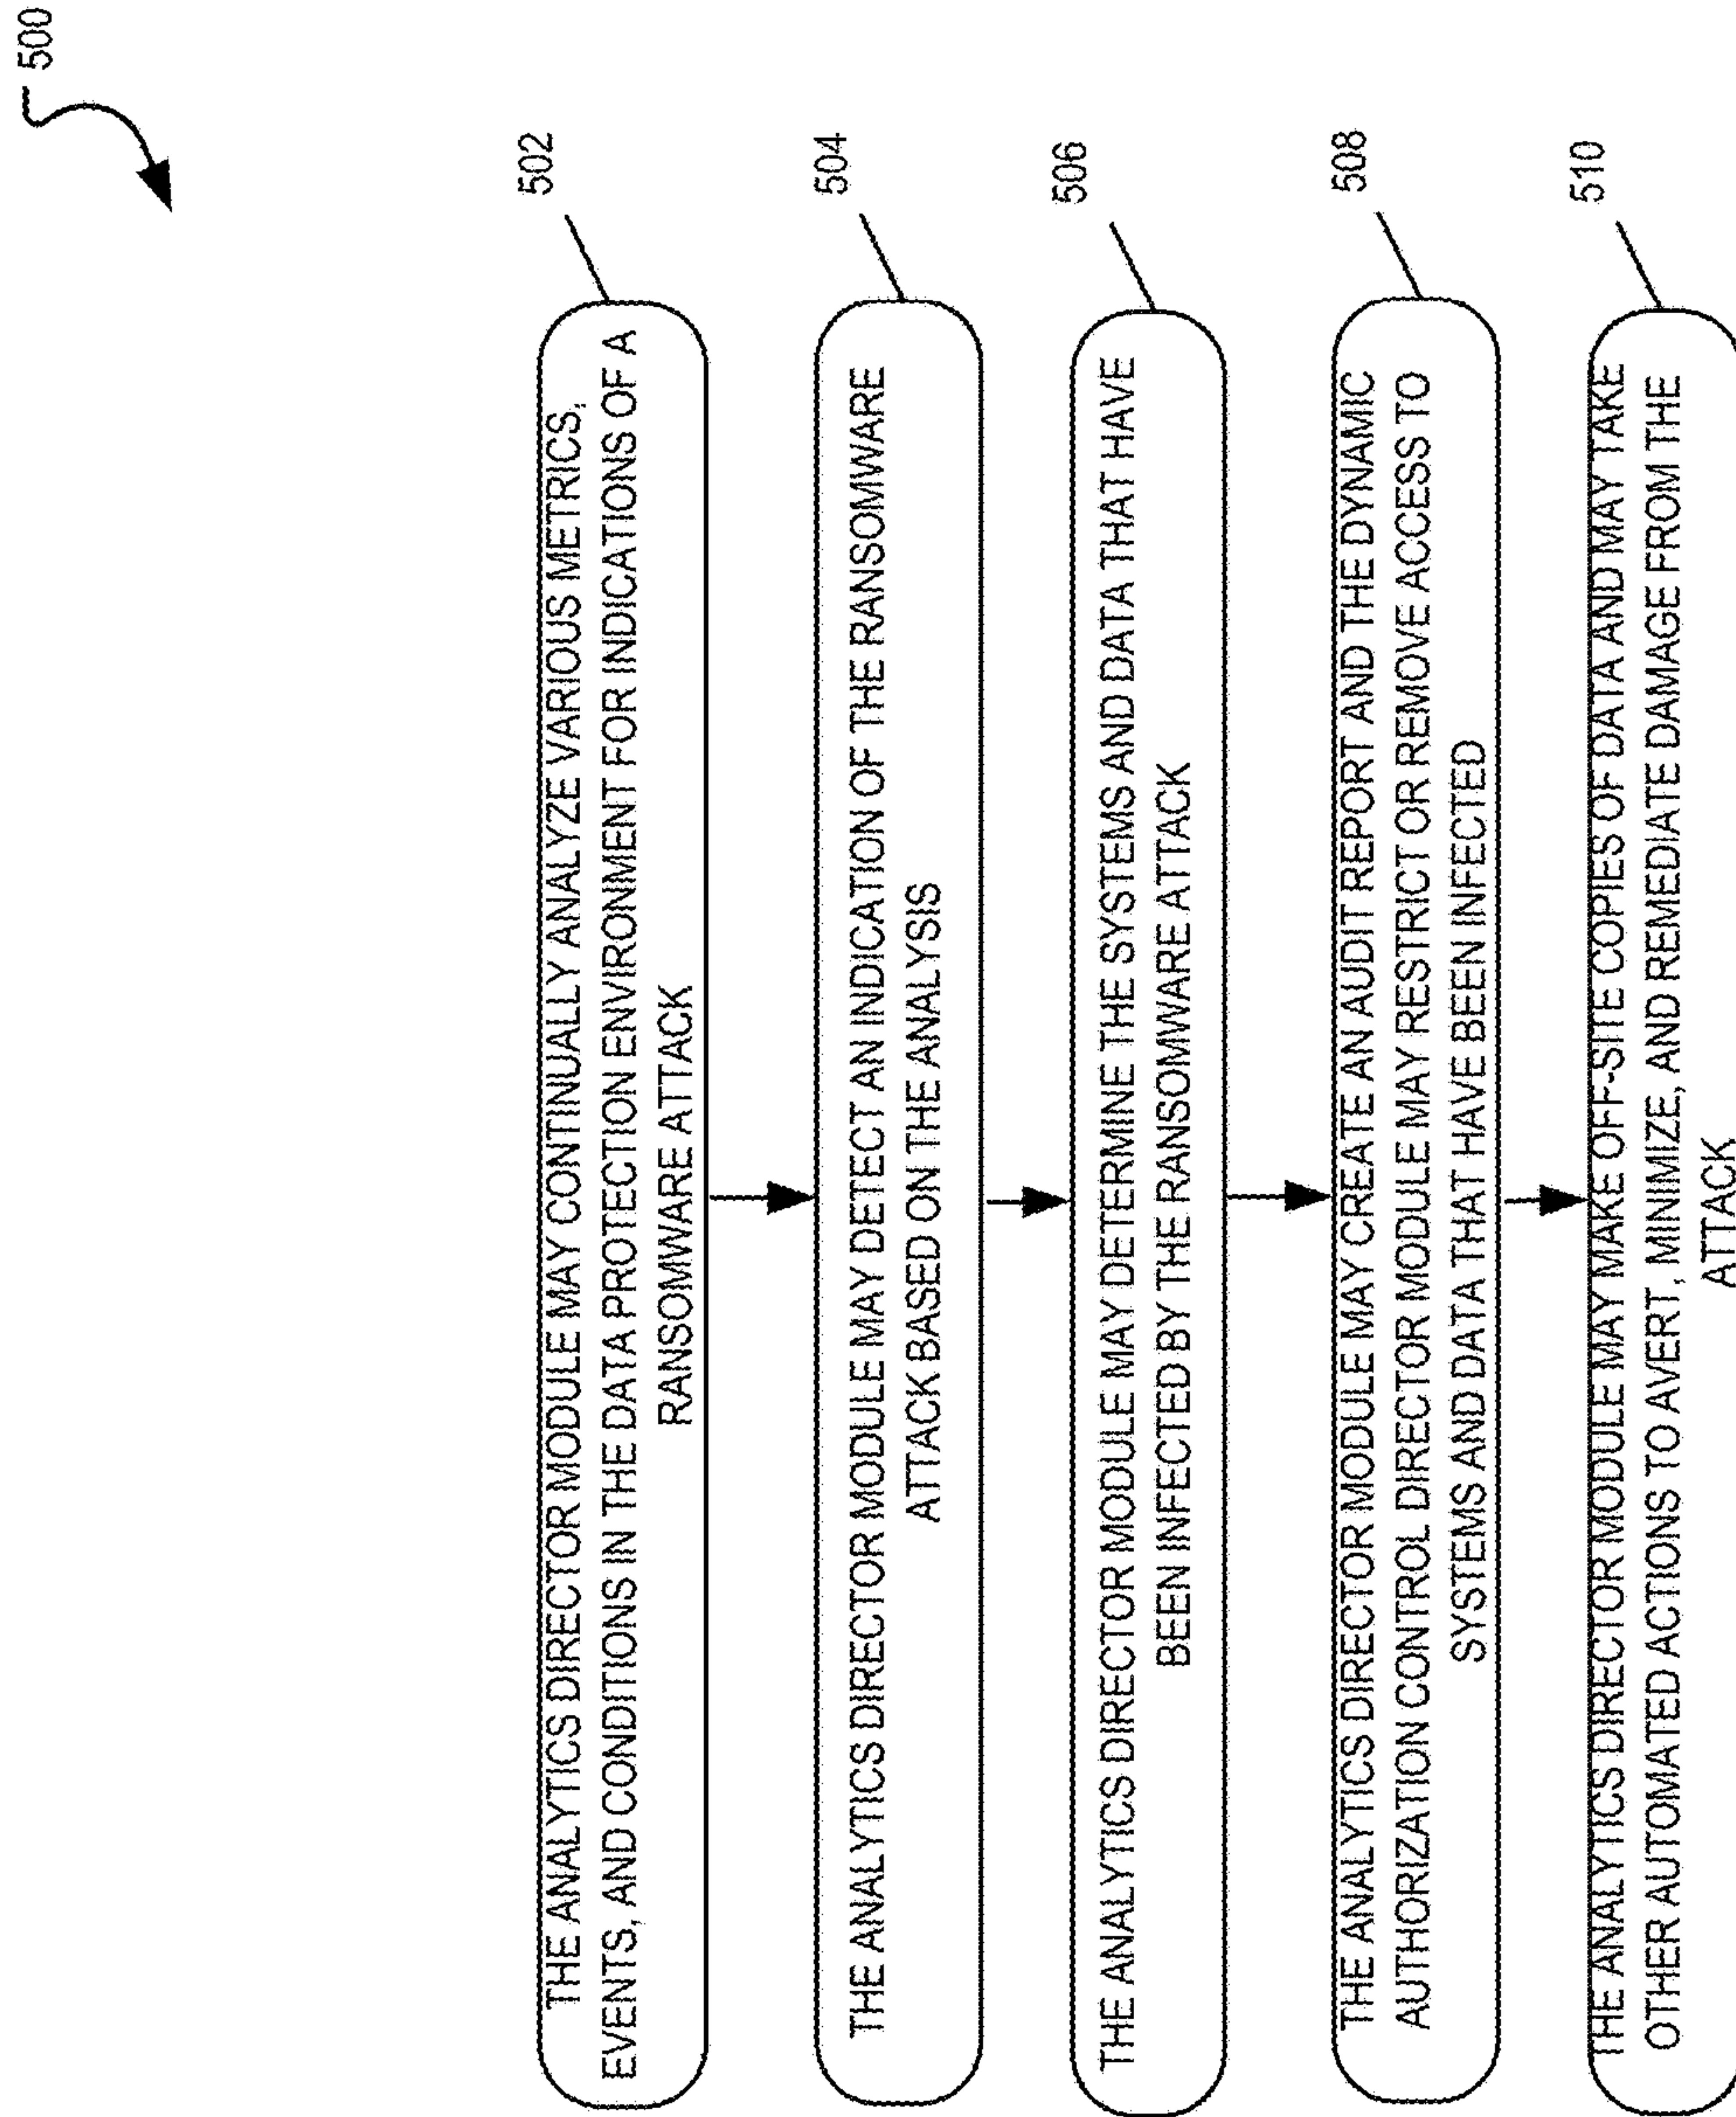 500
502
THE ANALYTICS DIRECTOR MODULE MAY CONTINUALLY ANALYZE VARIOUS METRICS,
EVENTS, AND CONDITIONS IN THE DATA PROTECTION ENVIRONMENT FOR INDICATIONS OF A
RANSOMWARE ATTACK
504
THE ANALYTICS DIRECTOR MODULE MAY DETECT AN INDICATION OF THE RANSOMWARE
ATTACK BASED ON THE ANALYSIS
506
THE ANALYTICS DIRECTOR MODULE MAY DETERMINE THE SYSTEMS AND DATA THAT HAVE
BEEN INFECTED BY THE RANSOMWARE ATTACK
508
THE ANALYTICS DIRECTOR MODULE MAY CREATE AN AUDIT REPORT AND THE DYNAMIC
AUTHORIZATION CONTROL DIRECTOR MODULE MAY RESTRICT OR REMOVE ACCESS TO
SYSTEMS AND DATA THAT HAVE BEEN INFECTED
510
THE ANALYTICS DIRECTOR MODULE MAY MAKE OFF-SITE COPIES OF DATA AND MAY TAKE
OTHER AUTOMATED ACTIONS TO AVERT, MINIMIZE, AND REMEDIATE DAMAGE FROM THE
ATTACK